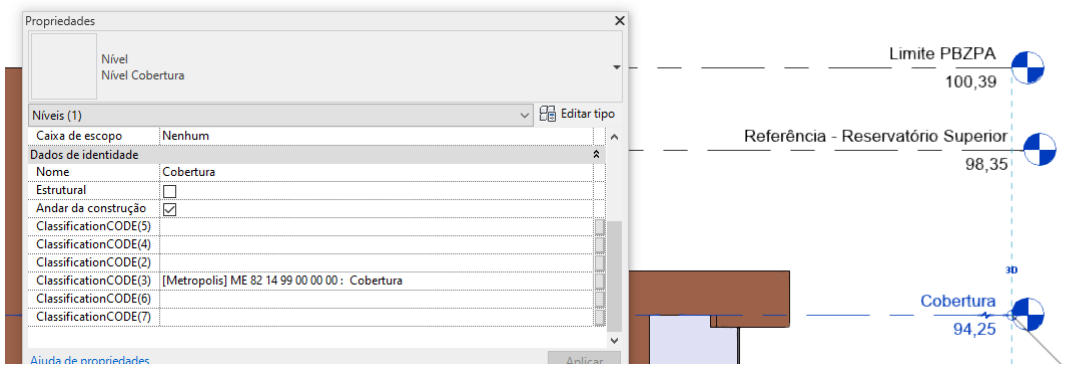 Propriedades
Nível
Nível Cobertura
Níveis (1)
Editar tipo
Caixa de escopo Nenhum
Dados de identidade
Nome Cobertura
Estrutural
Andar da construção
ClassificationCODE(5)
ClassificationCODE(4)
ClassificationCODE(2)
ClassificationCODE(3) [Metropolis] ME 82 14 99 00 00 00 : Cobertura
ClassificationCODE(6)
ClassificationCODE(7)
Ajuda de propriedades
Aplicar
Limite PBZPA
100,39
Referência - Reservatório Superior
98,35
3D
Cobertura
94,25